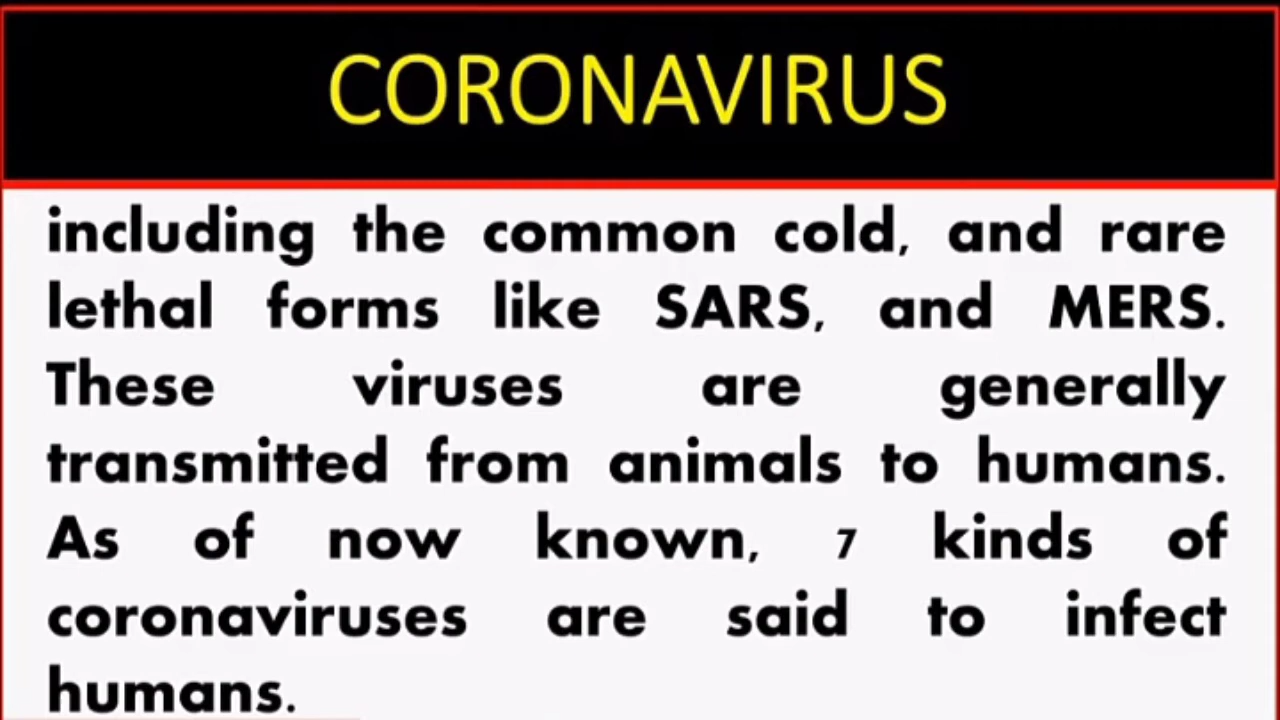 CORONAVIRUS
including the common cold, and rare
lethal forms like SARS, and MERS.
These viruses are generally
transmitted from animals to humans.
As of now known, 7 kinds of
coronaviruses are said to infect
humans.